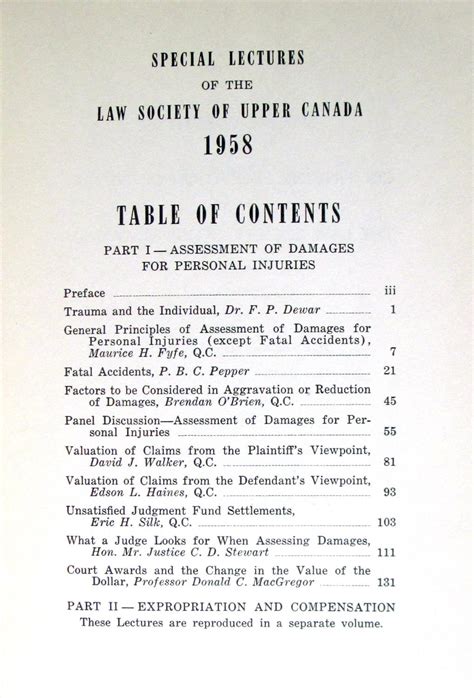 SPECIAL LECTURES
OF THE
LAW SOCIETY OF UPPER CANADA
1958
TABLE OF CONTENTS
PART I — ASSESSMENT OF DAMAGES
FOR PERSONAL INJURIES
Preface iii
Trauma and the Individual, Dr. F. P. Dewar 1
General Principles of Assessment of Damages for
Personal Injuries (except Fatal Accidents),
Maurice H. Fyfe, Q.C. 7
Fatal Accidents, P. B. C. Pepper 21
Factors to be Considered in Aggravation or Reduction
of Damages, Brendan O'Brien, Q.C. 45
Panel Discussion—Assessment of Damages for Per-
sonal Injuries 55
Valuation of Claims from the Plaintiff's Viewpoint,
David J. Walker, Q.C. 81
Valuation of Claims from the Defendant's Viewpoint,
Edson L. Haines, Q.C. 93
Unsatisfied Judgment Fund Settlements,
Eric H. Silk, Q.C. 103
What a Judge Looks for When Assessing Damages,
Hon. Mr. Justice C. D. Stewart 111
Court Awards and the Change in the Value of the
Dollar, Professor Donald C. MacGregor 131
PART II — EXPROPRIATION AND COMPENSATION
These Lectures are reproduced in a separate volume.